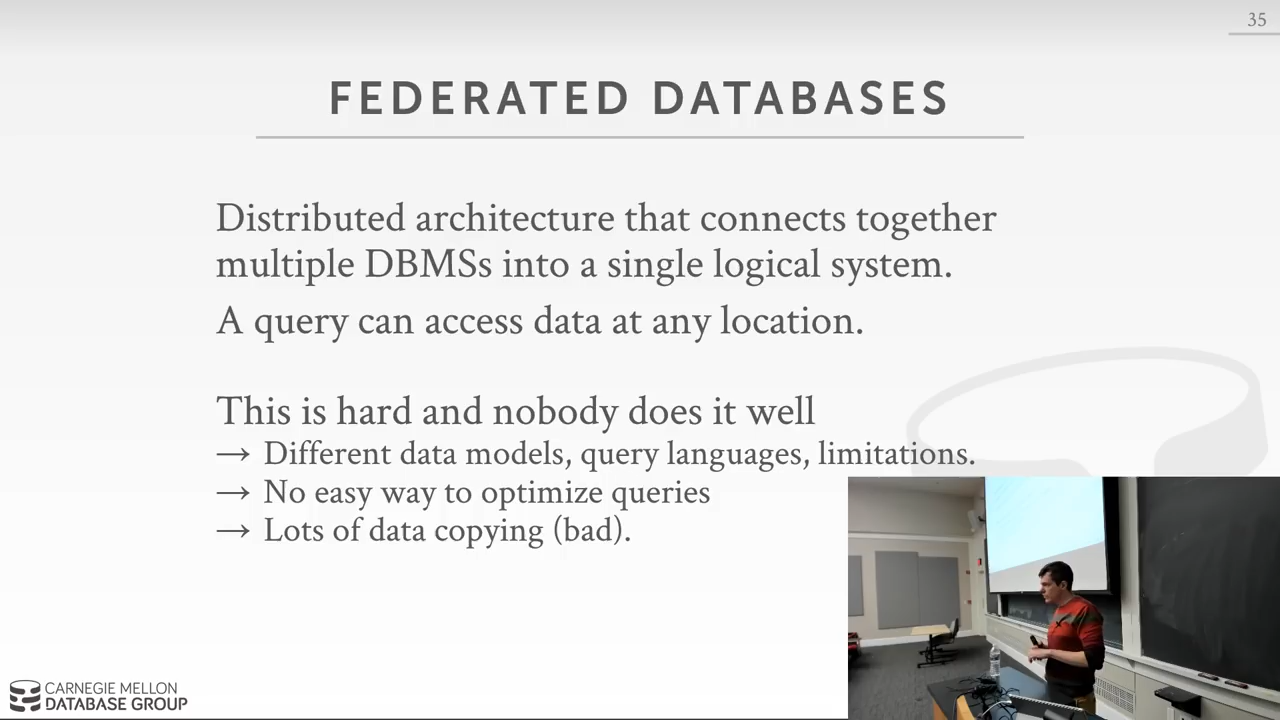 35
FEDERATED DATABASES
Distributed architecture that connects together
multiple DBMSs into a single logical system.
A query can access data at any location.
This is hard and nobody does it well
→ Different data models, query languages, limitations.
→ No easy way to optimize queries
→ Lots of data copying (bad).
CARNEGIE MELLON
DATABASE GROUP